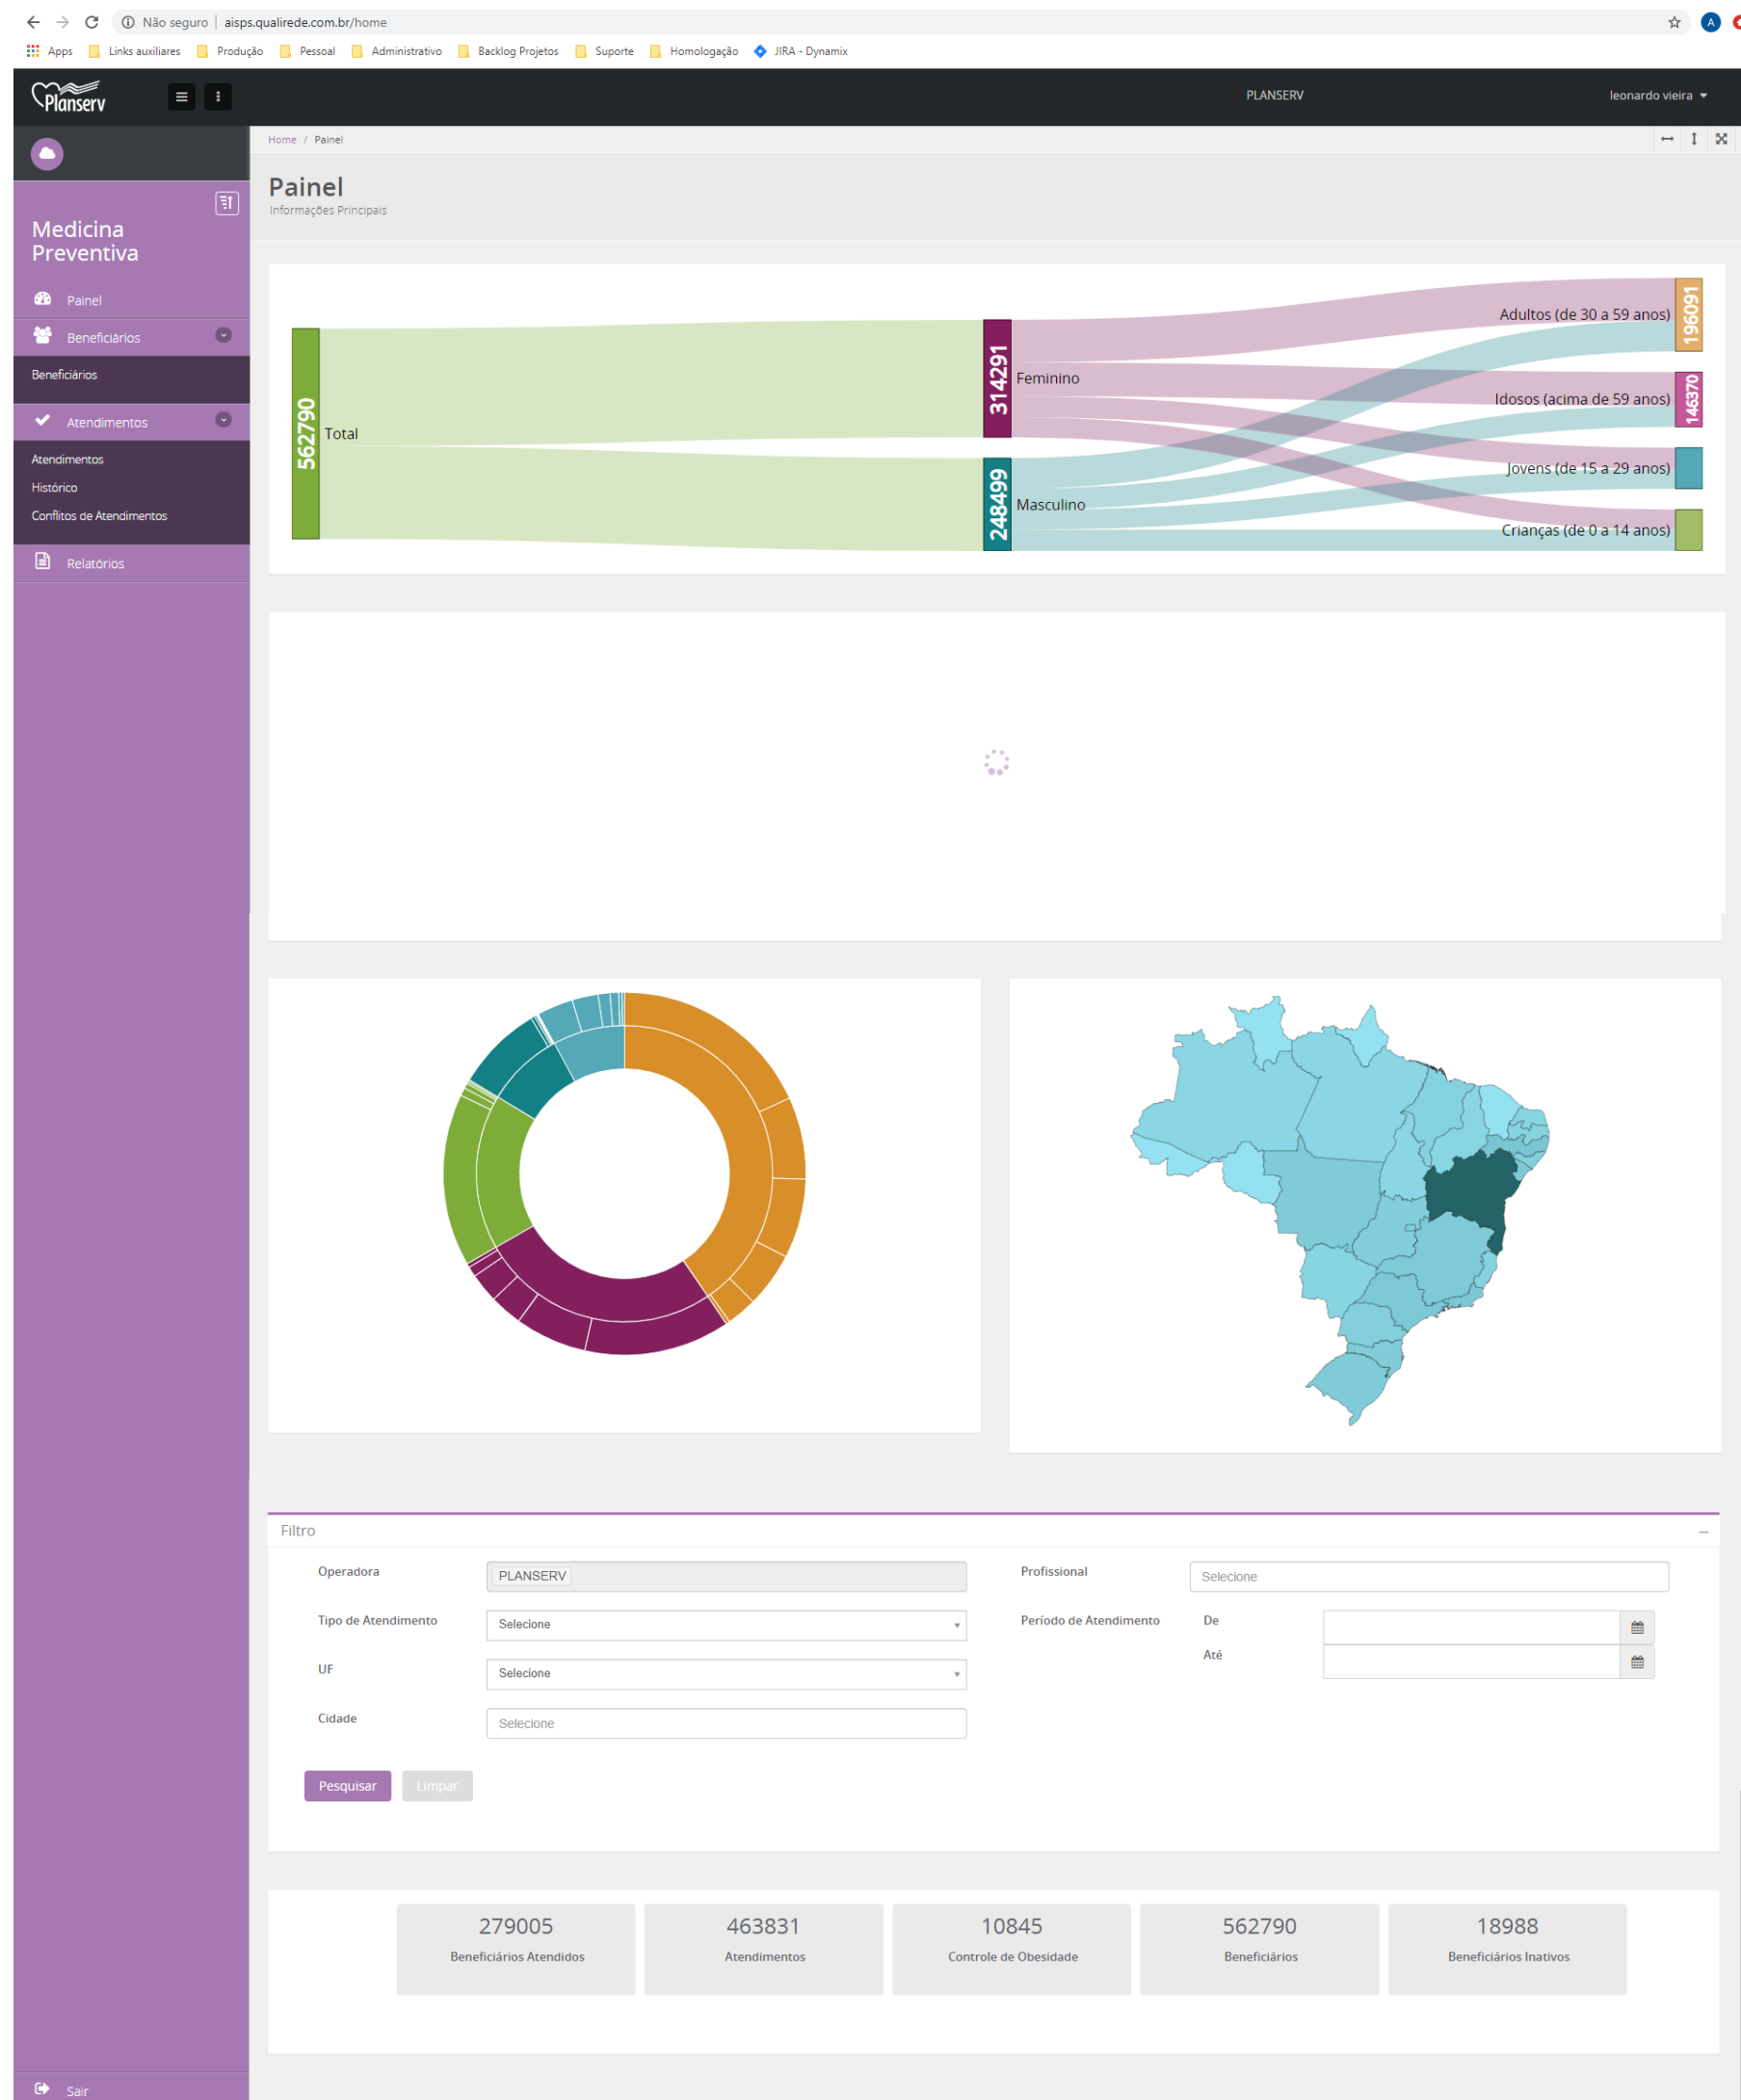 Não seguro | aisps.qualirede.com.br/home
Apps Links auxiliares Produção Pessoal Administrativo Backlog Projetos Suporte Homologação JIRA - Dynamix
A
Planserv
PLANSERV
leonardo vieira
Home / Painel
Painel
Informações Principais
Medicina
Preventiva
Painel
Beneficiários
Beneficiários
Atendimentos
Atendimentos
Histórico
Conflitos de Atendimentos
Relatórios
Sair
562790
Total
314291
Feminino
248499
Masculino
Adultos (de 30 a 59 anos)
196091
Idosos (acima de 59 anos)
146370
Jovens (de 15 a 29 anos)
Crianças (de 0 a 14 anos)
Filtro
Operadora
PLANSERV
Profissional
Selecione
Tipo de Atendimento
Selecione
Período de Atendimento
De
Até
UF
Selecione
Cidade
Selecione
Pesquisar
Limpar
279005
Beneficiários Atendidos
463831
Atendimentos
10845
Controle de Obesidade
562790
Beneficiários
18988
Beneficiários Inativos